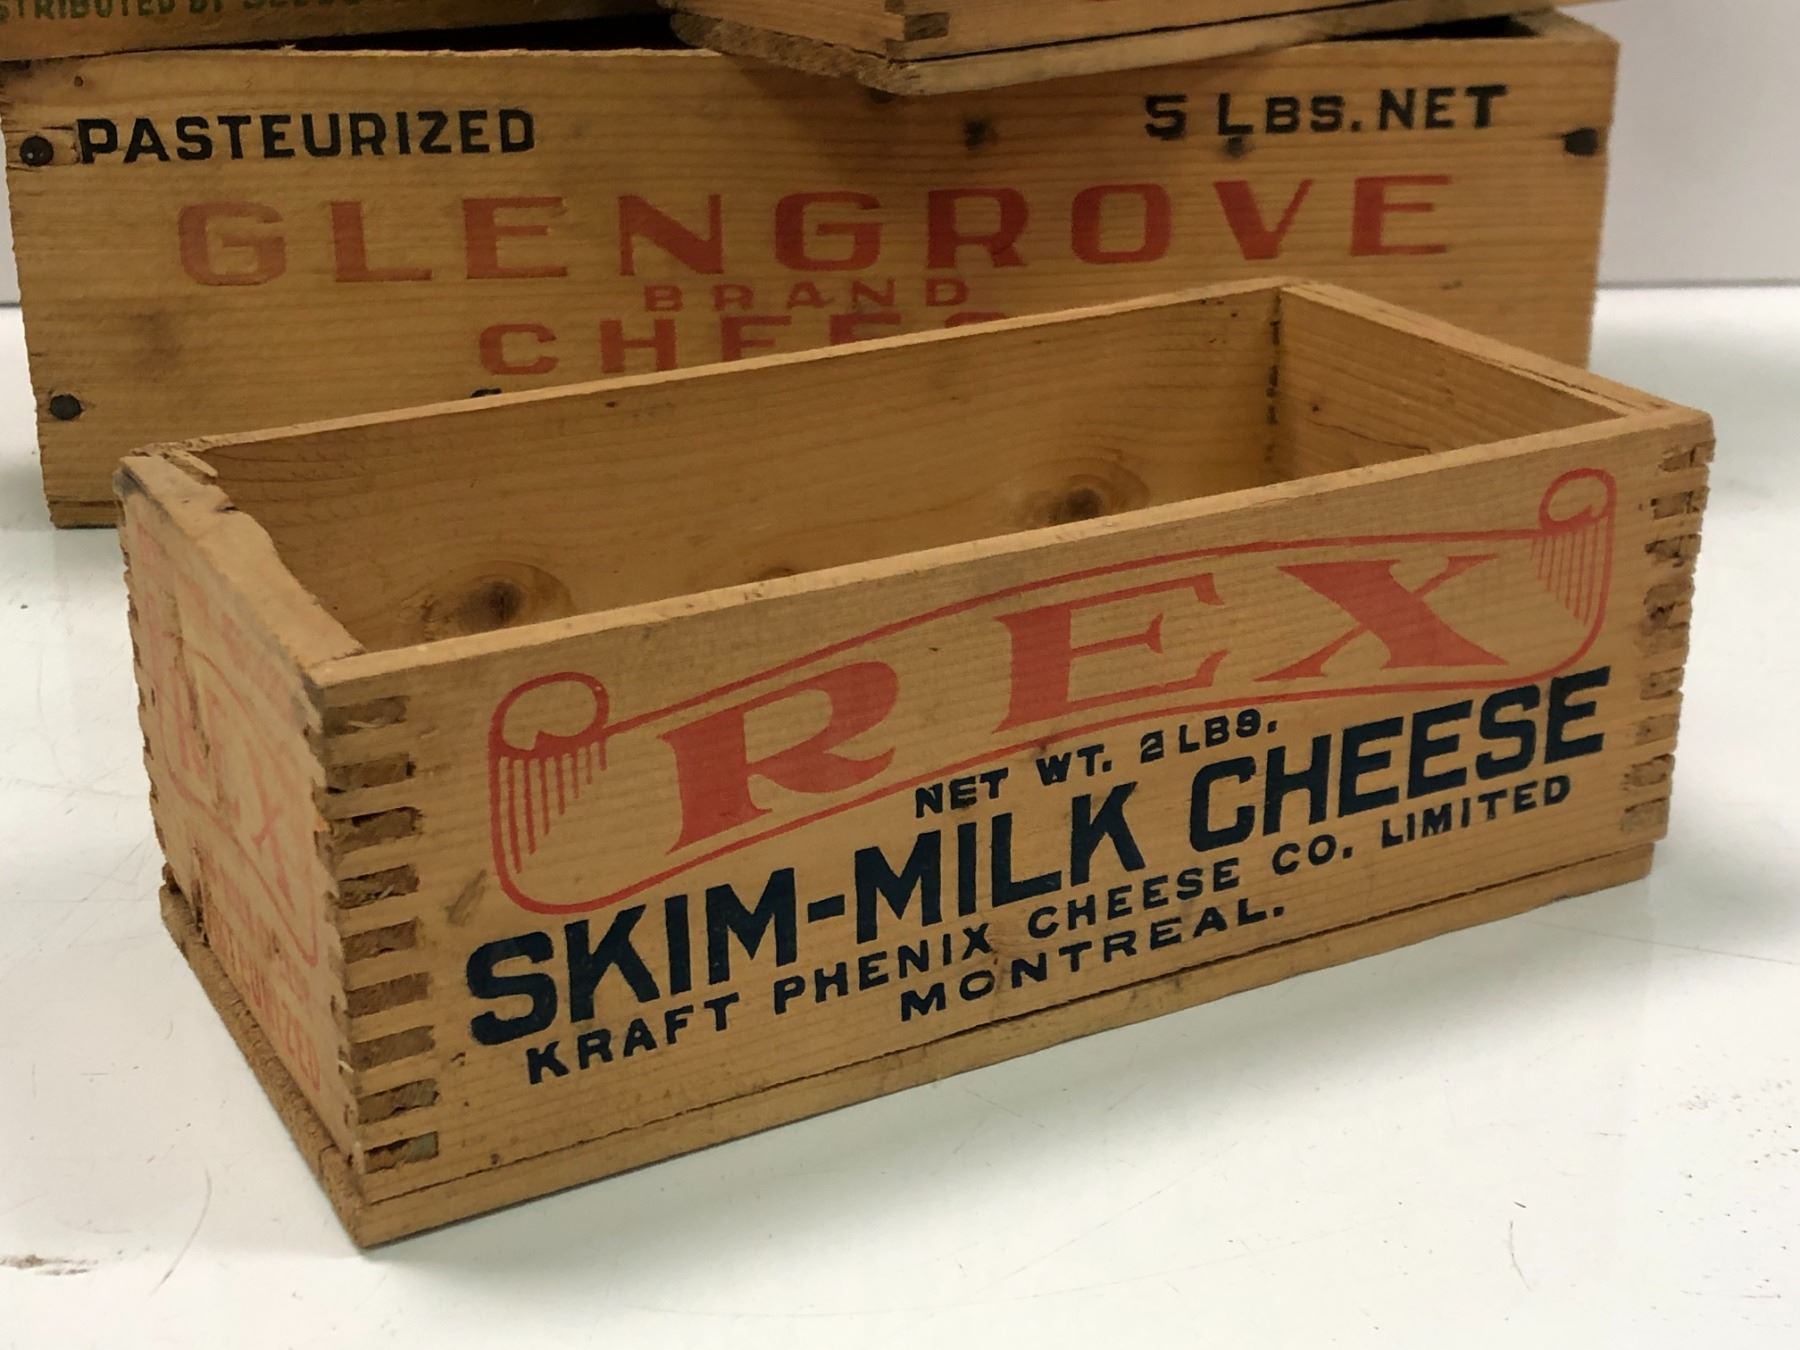 PASTEURIZED
5 LBS. NET
GLENGROVE
BRAND
REX
NET WT. 2 LBS.
SKIM-MILK CHEESE
KRAFT PHENIX CHEESE CO. LIMITED
MONTREAL.
REX